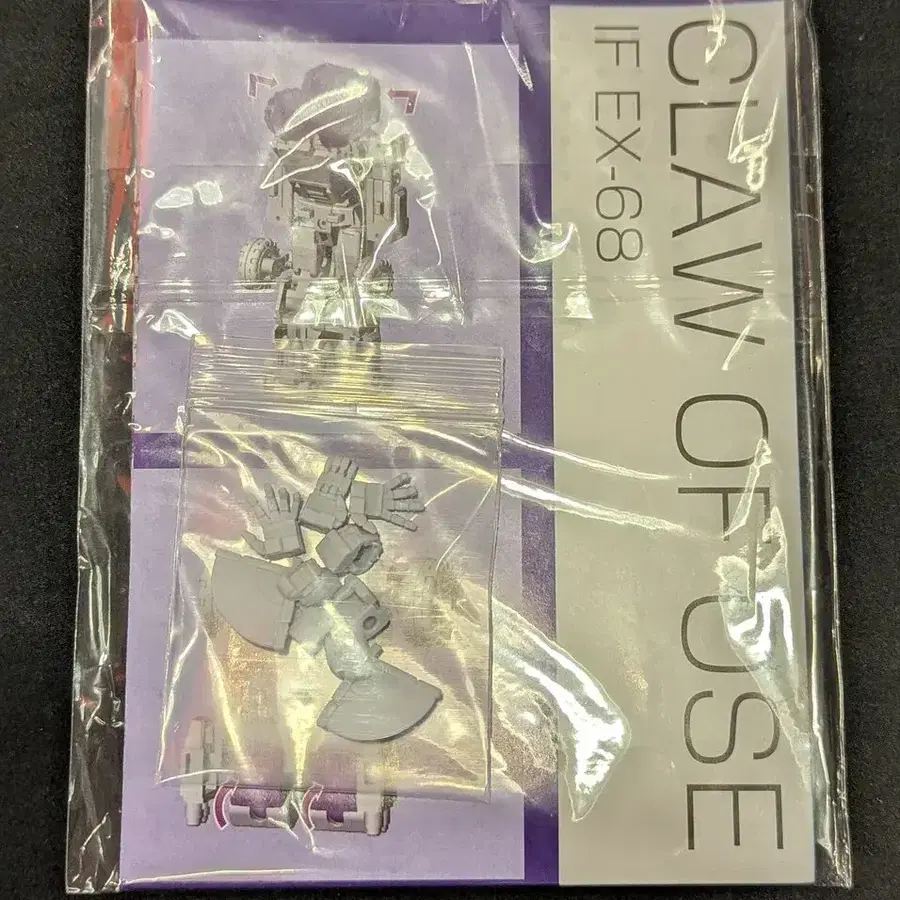 CLAW OF USE
IF EX-68